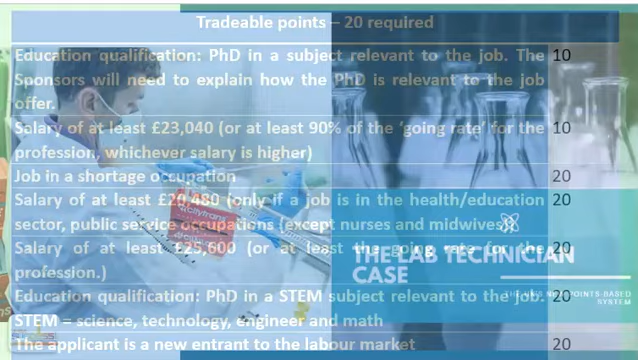 Tradeable points – 20 required
Education qualification: PhD in a subject relevant to the job. The 10
Sponsors will need to explain how the PhD is relevant to the job
offer.
Salary of at least £23,040 (or at least 90% of the 'going rate' for the 10
profession, whichever salary is higher)
Job in a shortage occupation 20
Salary of at least £20,480 (only if a job is in the health/education 20
sector, public service occupations (except nurses and midwives))
Salary of at least £25,600 (or at least the going rate for the 20
profession.)
THE LAB TECHNICIAN
CASE
Education qualification: PhD in a STEM subject relevant to the job. 20
POINTS-BASED
SYSTEM
STEM = science, technology, engineer and math
The applicant is a new entrant to the labour market 20